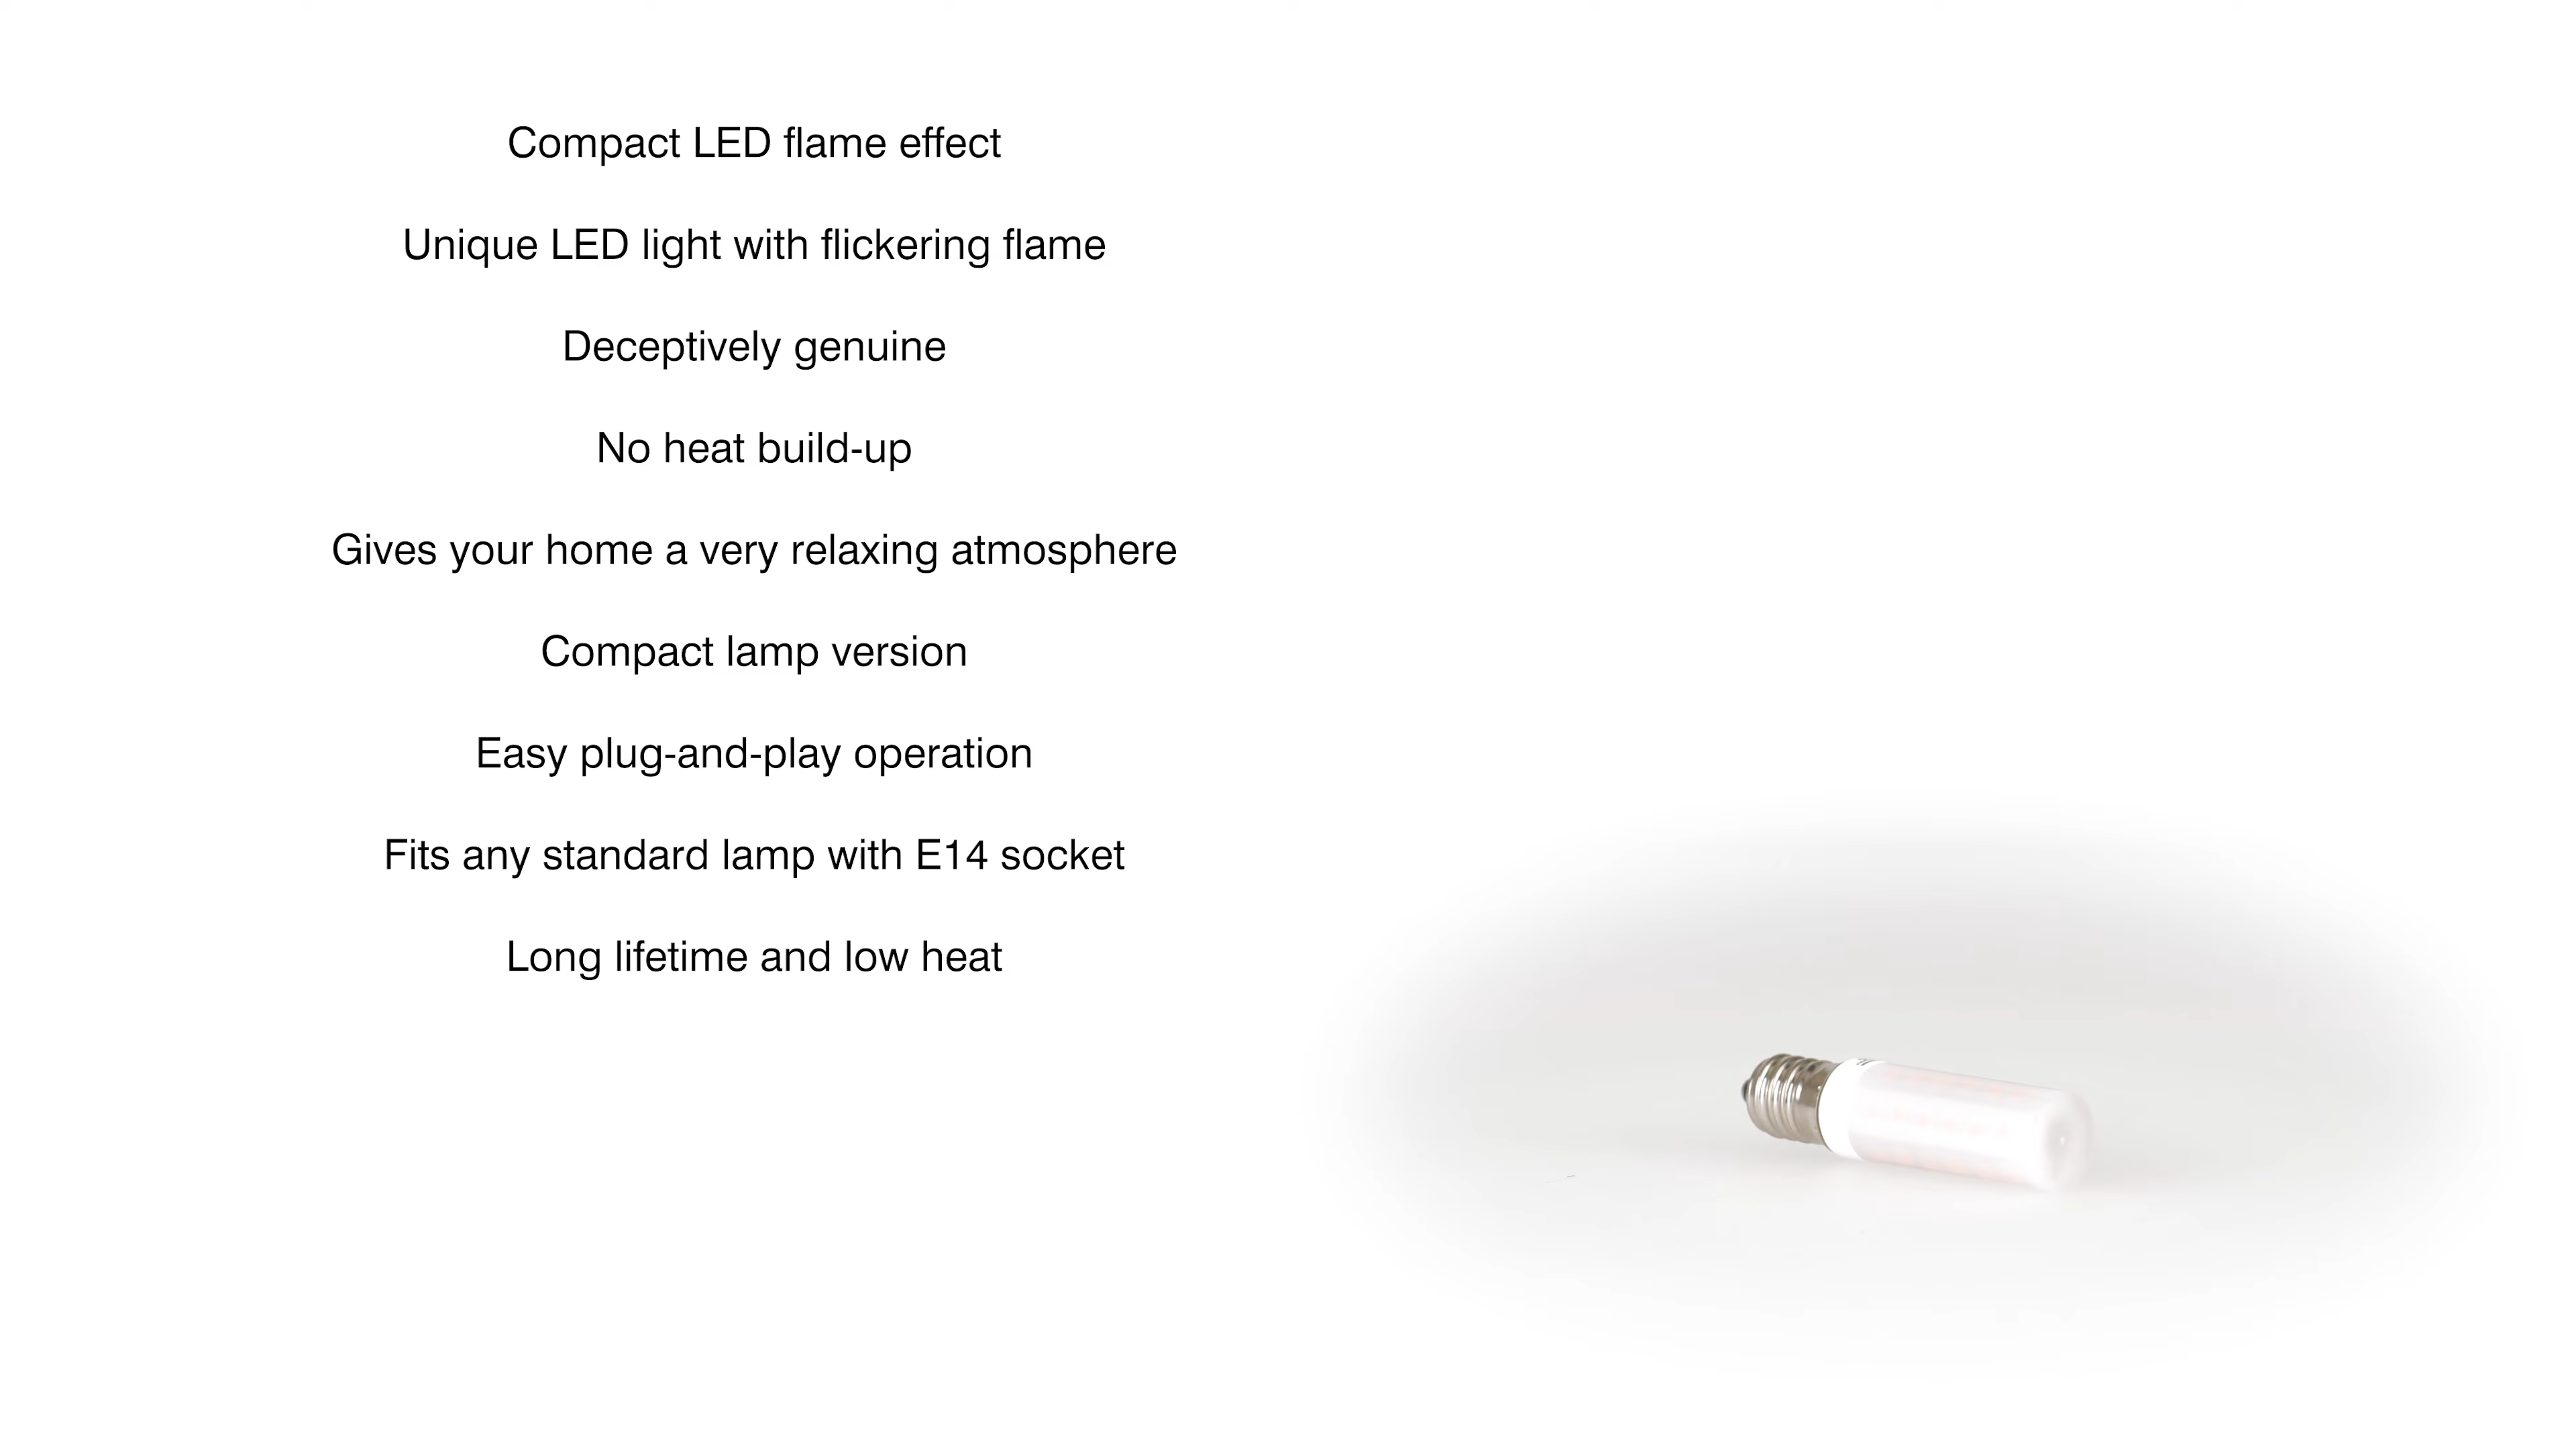 Compact LED flame effect
Unique LED light with flickering flame
Deceptively genuine
No heat build-up
Gives your home a very relaxing atmosphere
Compact lamp version
Easy plug-and-play operation
Fits any standard lamp with E14 socket
Long lifetime and low heat